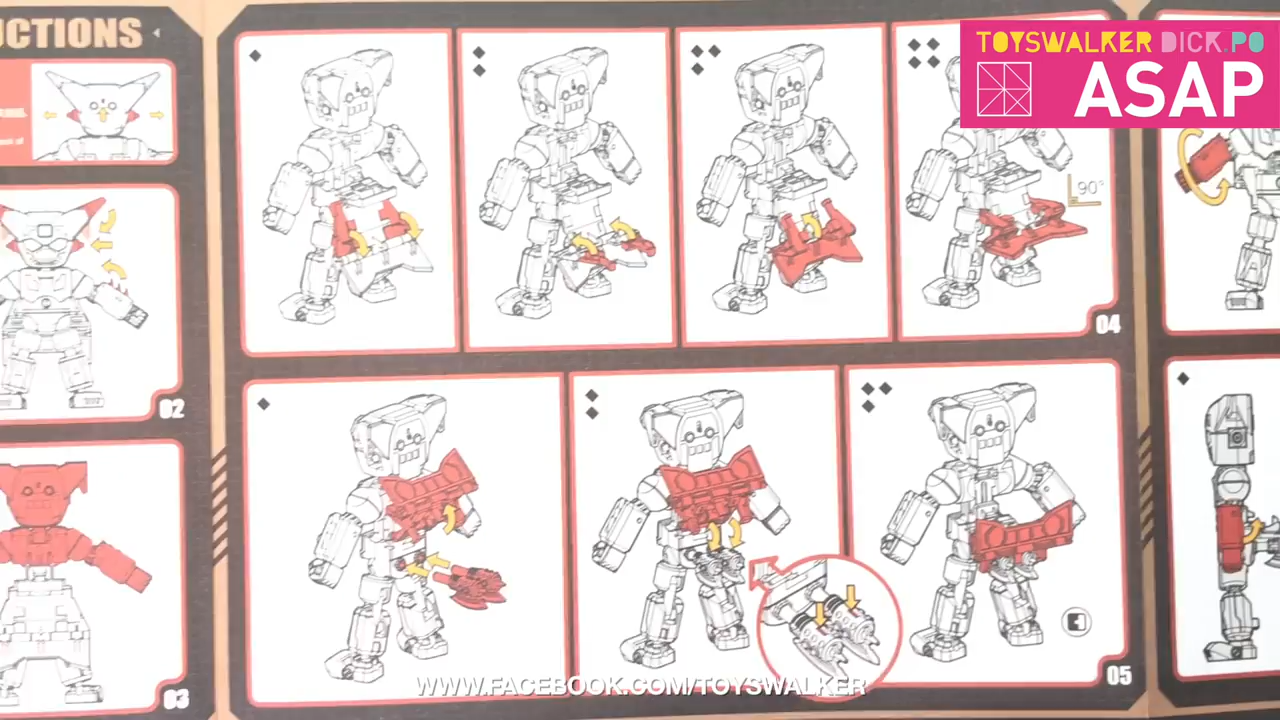 UCTIONS
TOYSWALKER DICK.PO
ASAP
90°
04
02
05
03
WWW.FACEBOOK.COM/TOYSWALKER